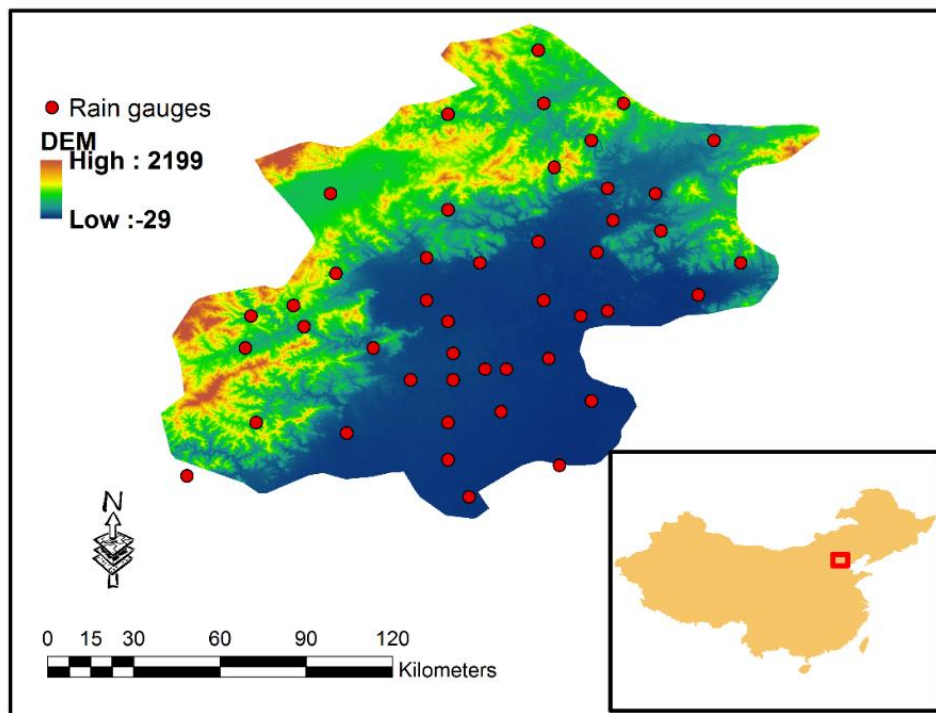 Rain gauges
DEM
High : 2199
Low :-29
N
0 15 30 60 90 120
Kilometers